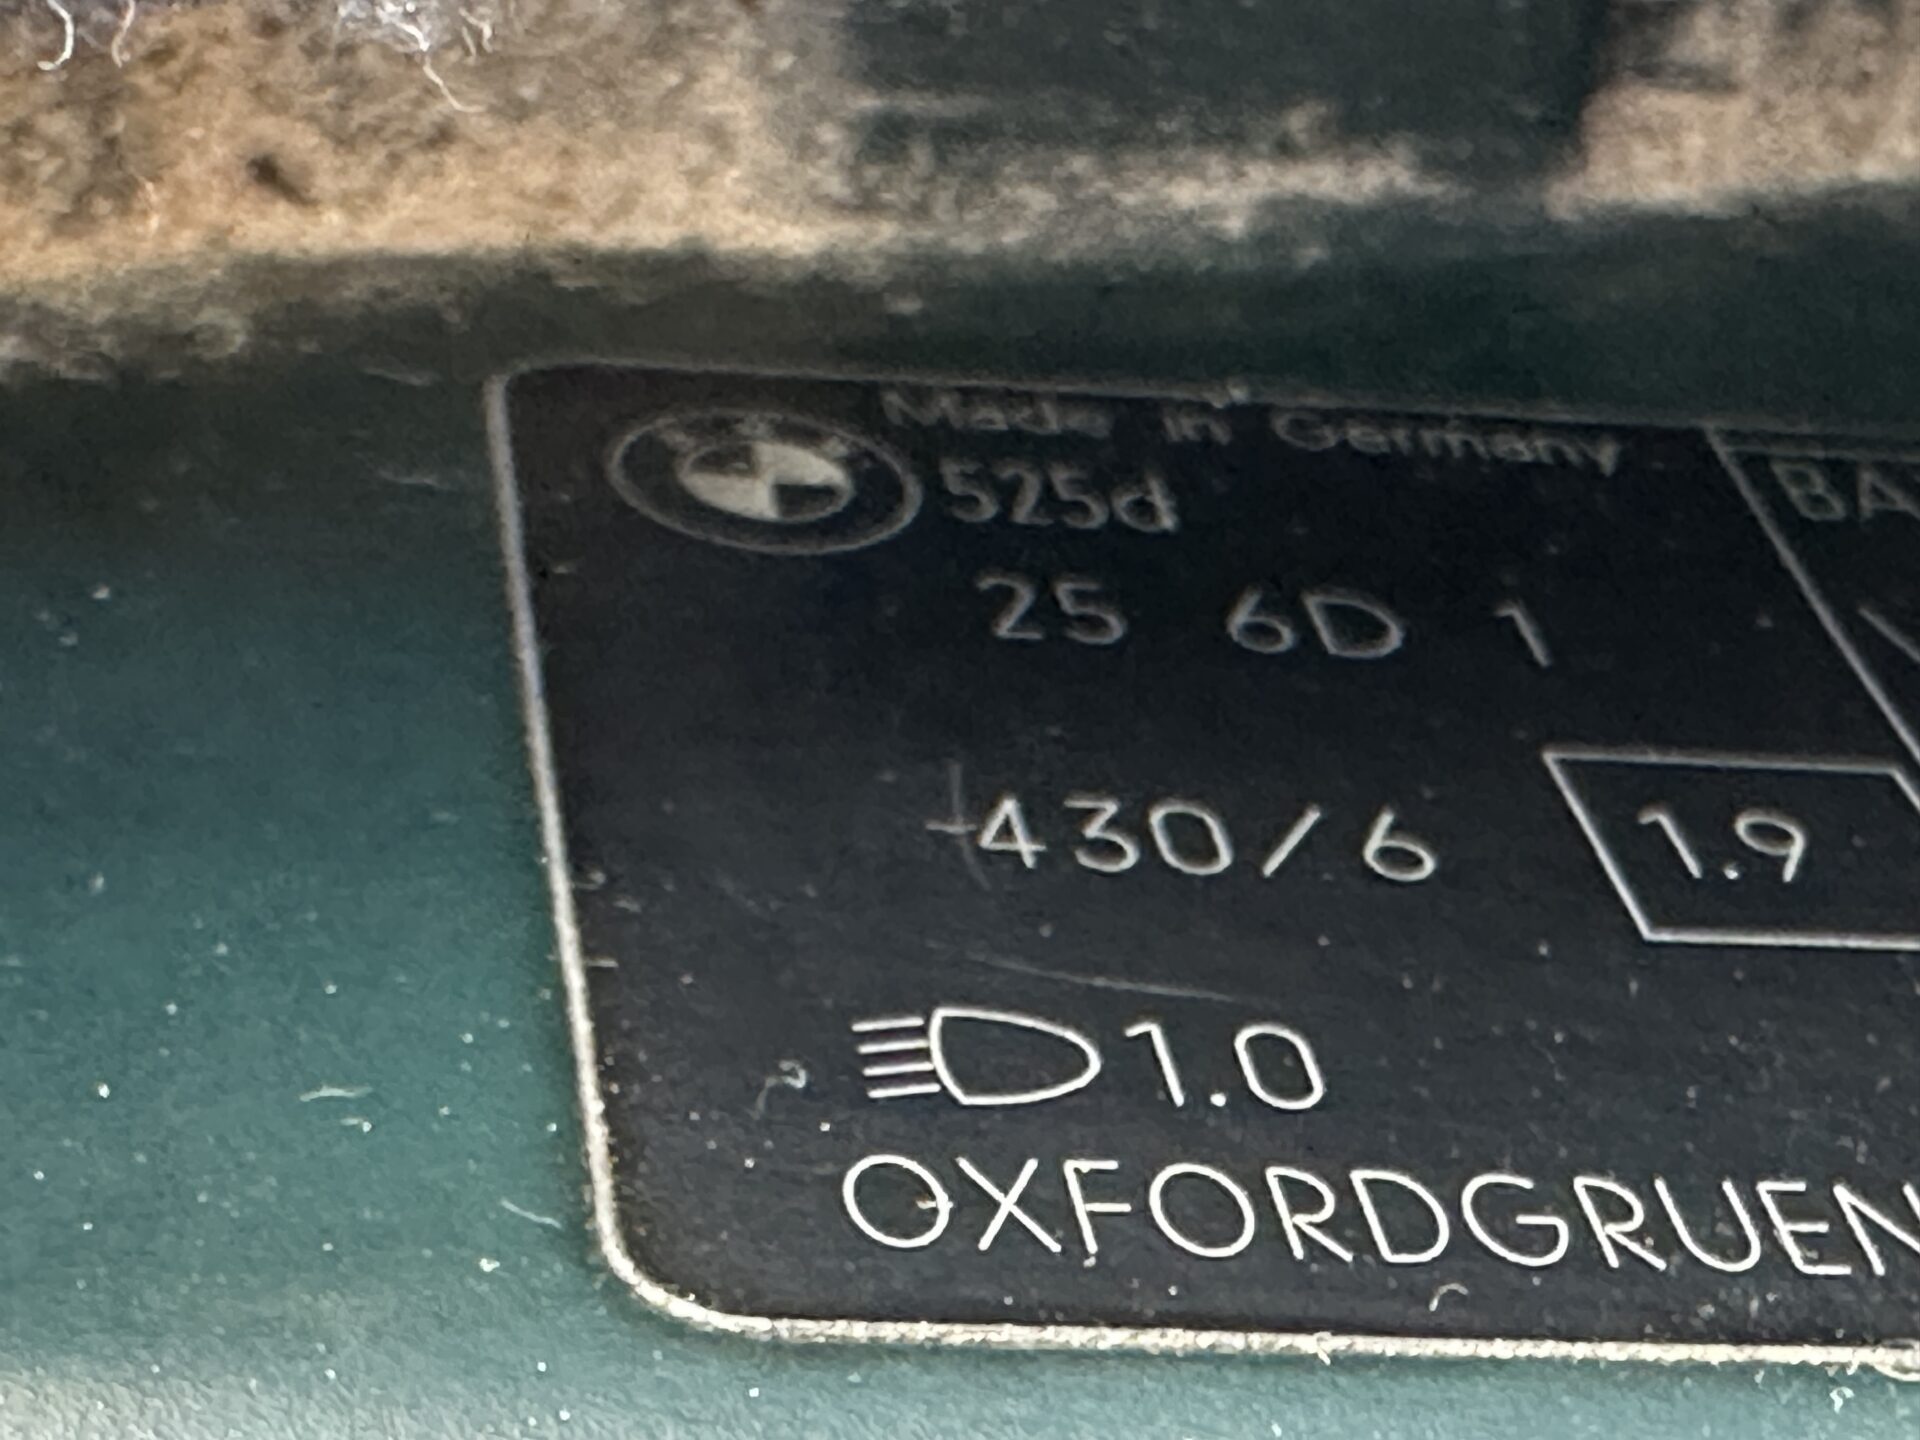 Made in Germany
525d
25 6D 1
430/6 1.9
1.0
OXFORDGRUEN
BA